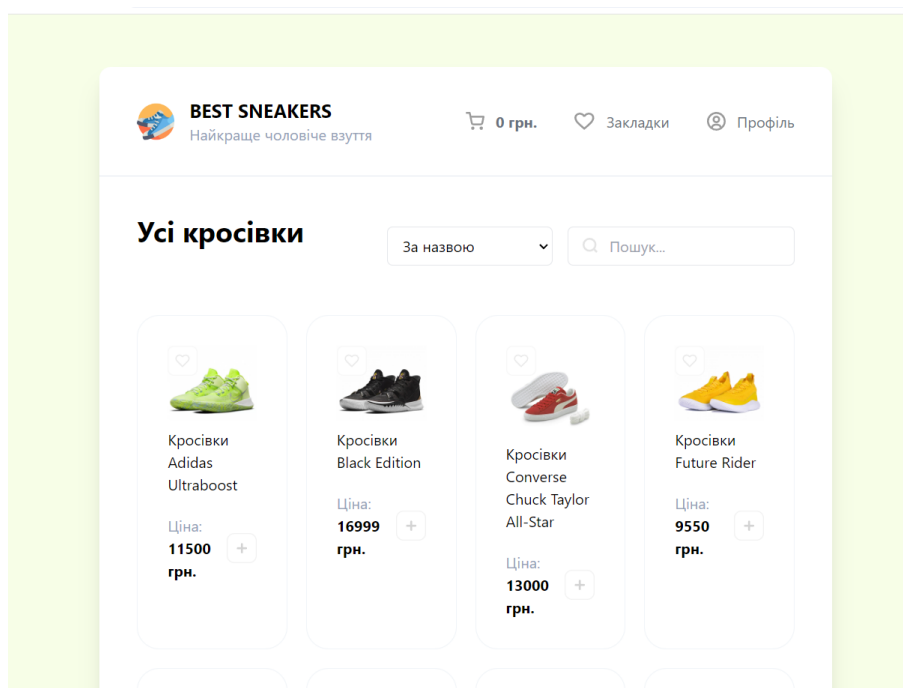 BEST SNEAKERS
Найкраще чоловіче взуття
0 грн.
Закладки
Профіль
Усі кросівки
За назвою
Пошук...
Кросівки
Adidas
Ultraboost
Ціна:
11500
грн.
Кросівки
Black Edition
Ціна:
16999
грн.
Кросівки
Converse
Chuck Taylor
All-Star
Ціна:
13000
грн.
Кросівки
Future Rider
Ціна:
9550
грн.